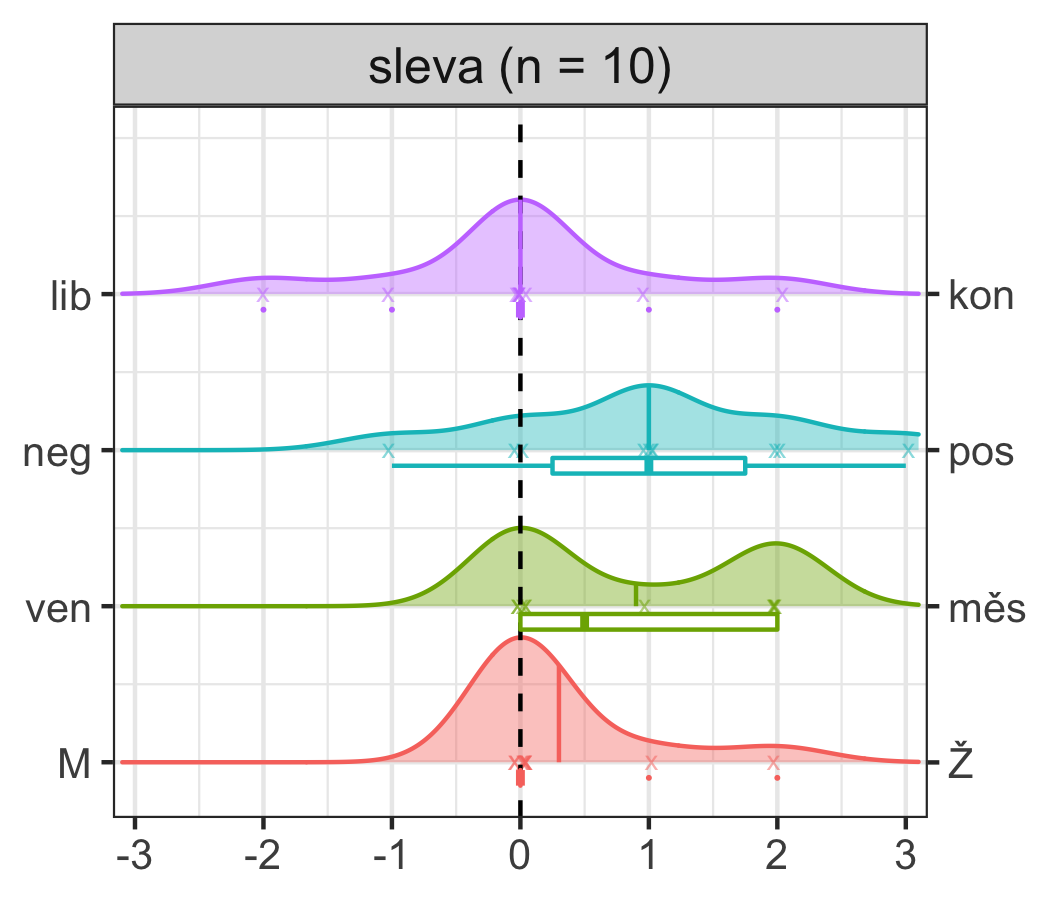 sleva (n = 10)
lib kon
neg pos
ven měs
M Ž
-3 -2 -1 0 1 2 3